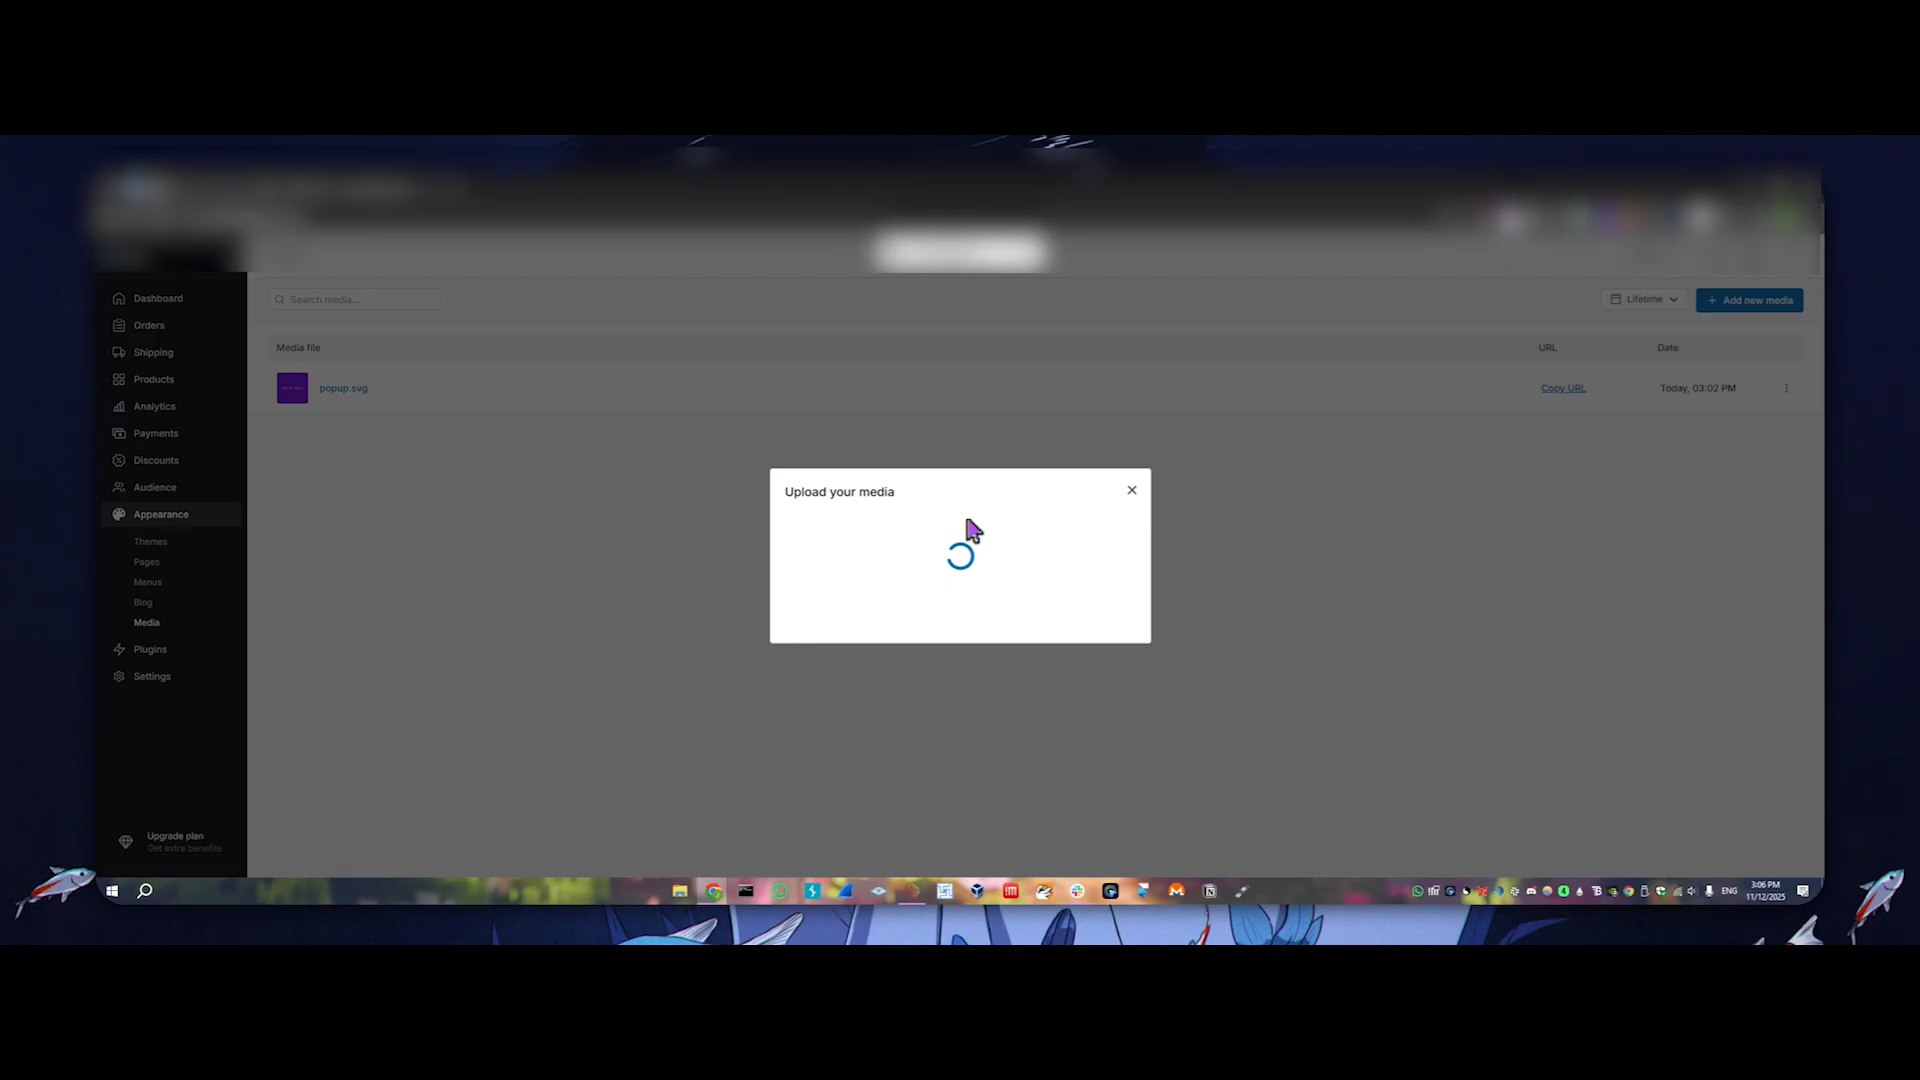 Dashboard
Orders
Shipping
Products
Analytics
Payments
Discounts
Audience
Appearance
Themes
Pages
Menus
Blog
Media
Plugins
Settings
Upgrade plan
Get extra benefits
Search media...
Lifetime
+ Add new media
Media file
URL
Date
popup.svg
Copy URL
Today, 03:02 PM
Upload your media
ENG
3:06 PM
11/12/2025